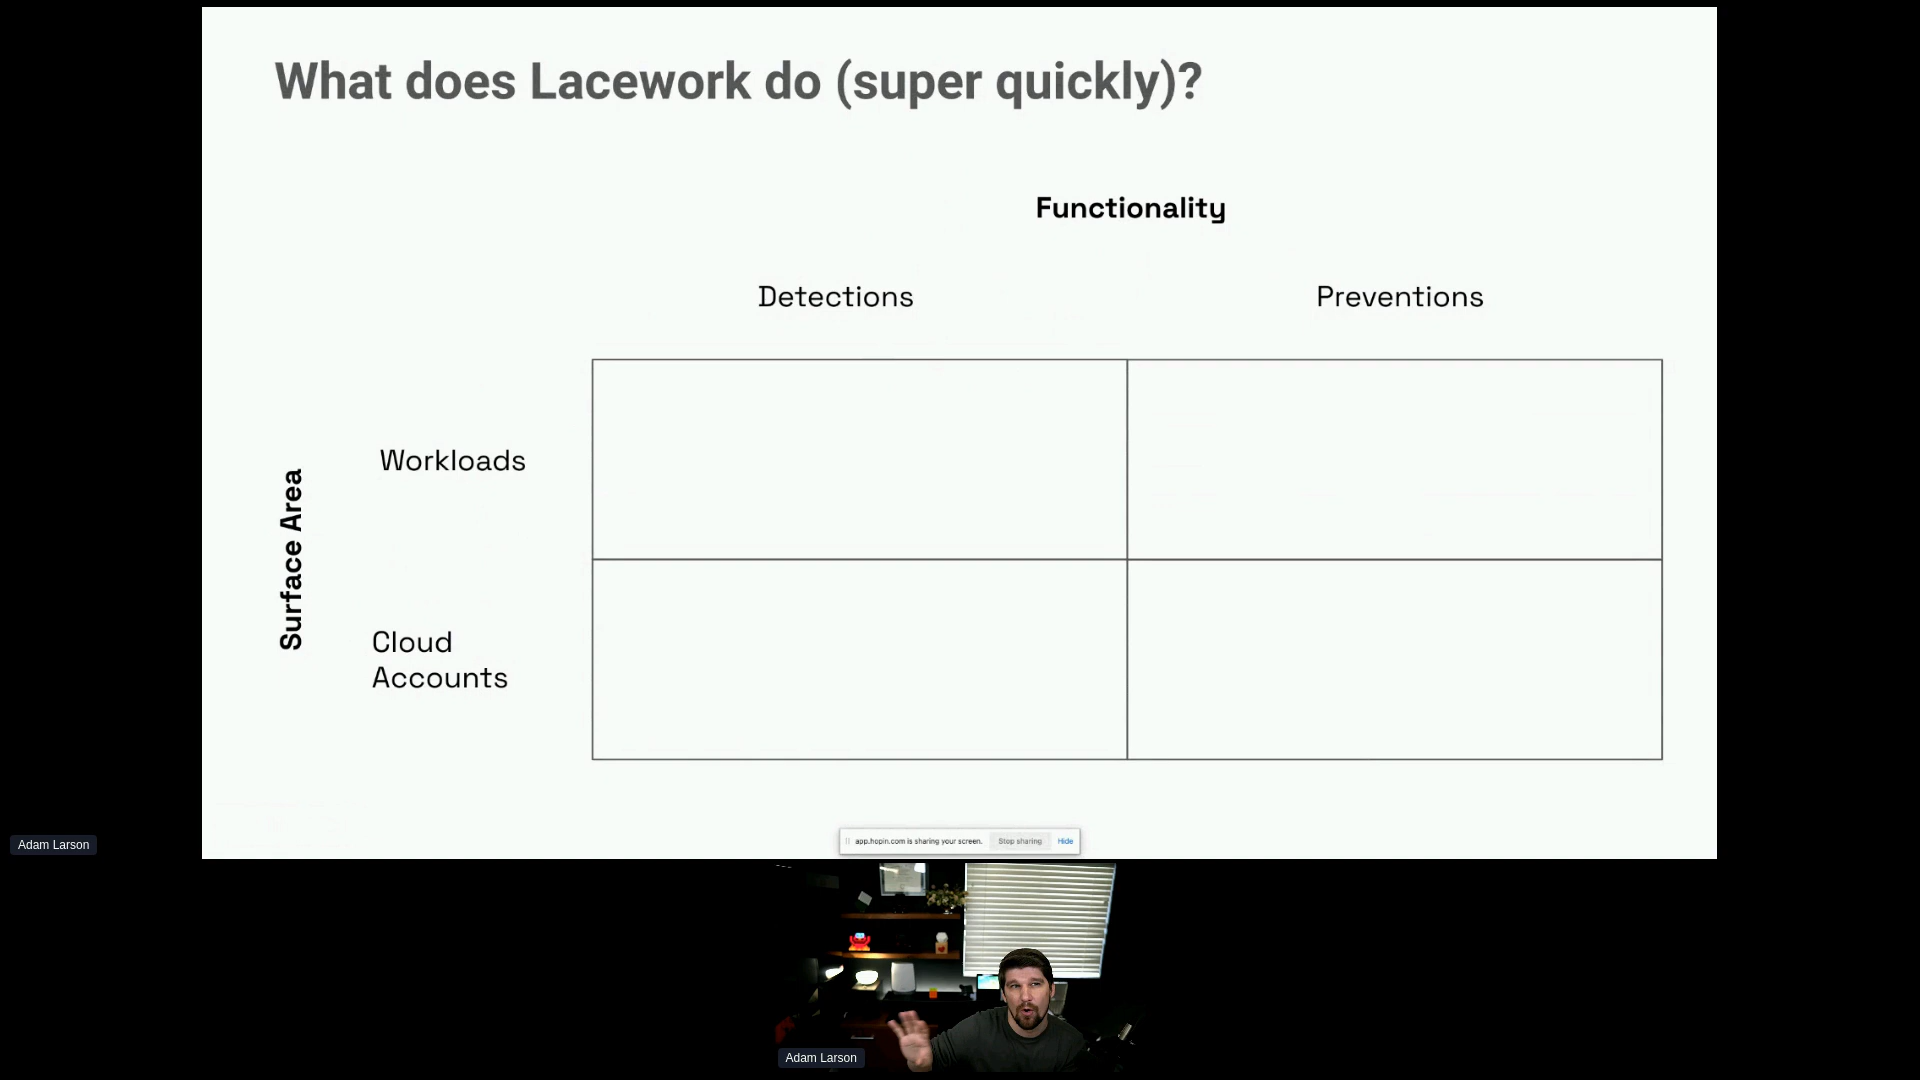 What does Lacework do (super quickly)?
Functionality
Detections
Preventions
Workloads
Surface Area
Cloud
Accounts
app.hopin.com is sharing your screen.
Stop sharing
Hide
Adam Larson
Adam Larson